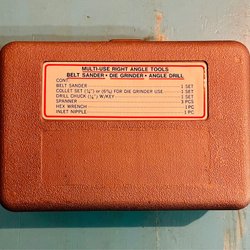 MULTI-USE RIGHT ANGLE TOOLS
BELT SANDER • DIE GRINDER • ANGLE DRILL
CONT:
BELT SANDER 1 SET
COLLET SET (¼") or (6㎜) FOR DIE GRINDER USE 1 SET
DRILL CHUCK (¼") W/KEY 1 SET
SPANNER 3 PCS
HEX WRENCH 1 PC
INLET NIPPLE 1 PC